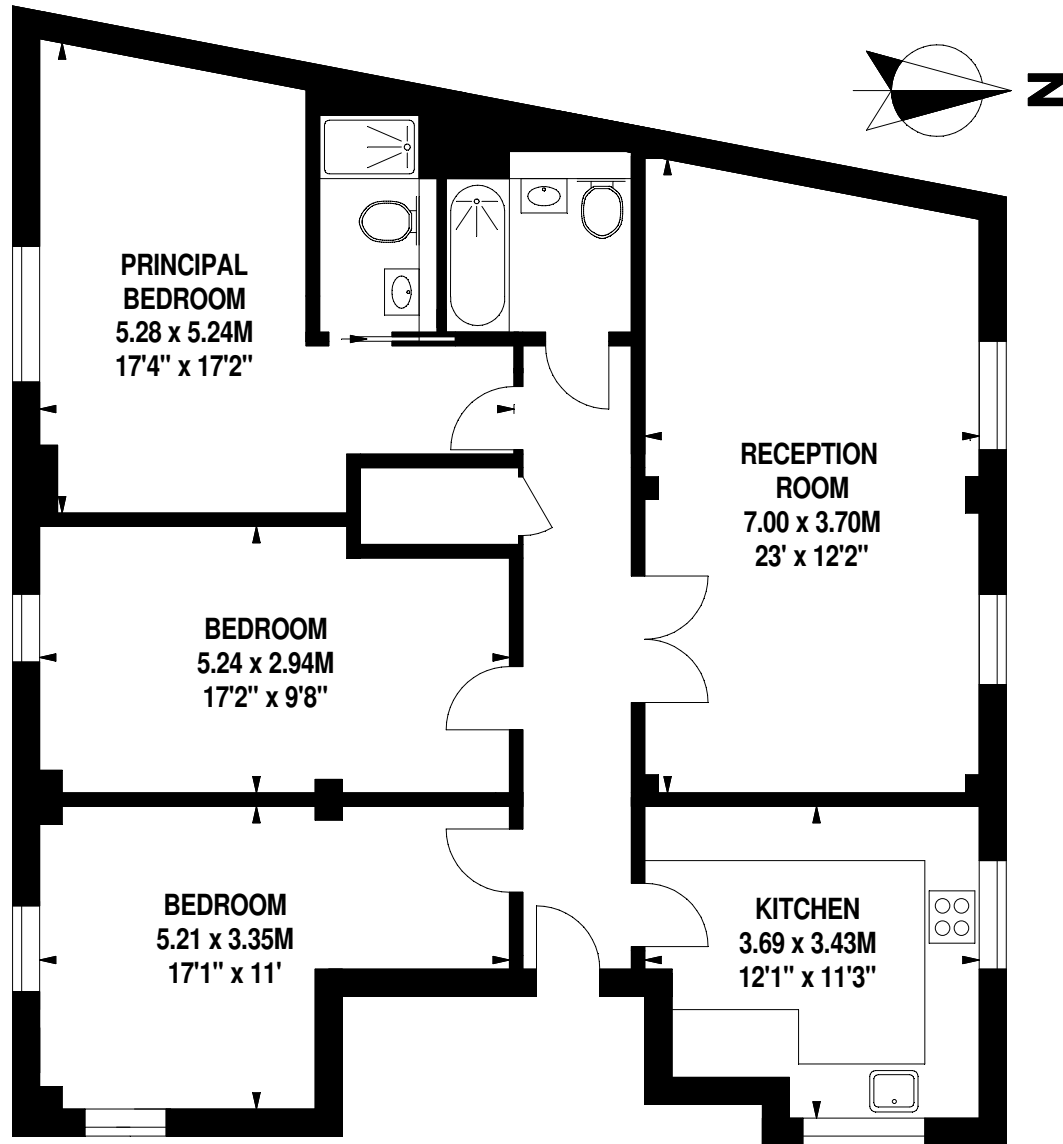 N
PRINCIPAL
BEDROOM
5.28 x 5.24M
17'4" x 17'2"
RECEPTION
ROOM
7.00 x 3.70M
23' x 12'2"
BEDROOM
5.24 x 2.94M
17'2" x 9'8"
BEDROOM
5.21 x 3.35M
17'1" x 11'
KITCHEN
3.69 x 3.43M
12'1" x 11'3"